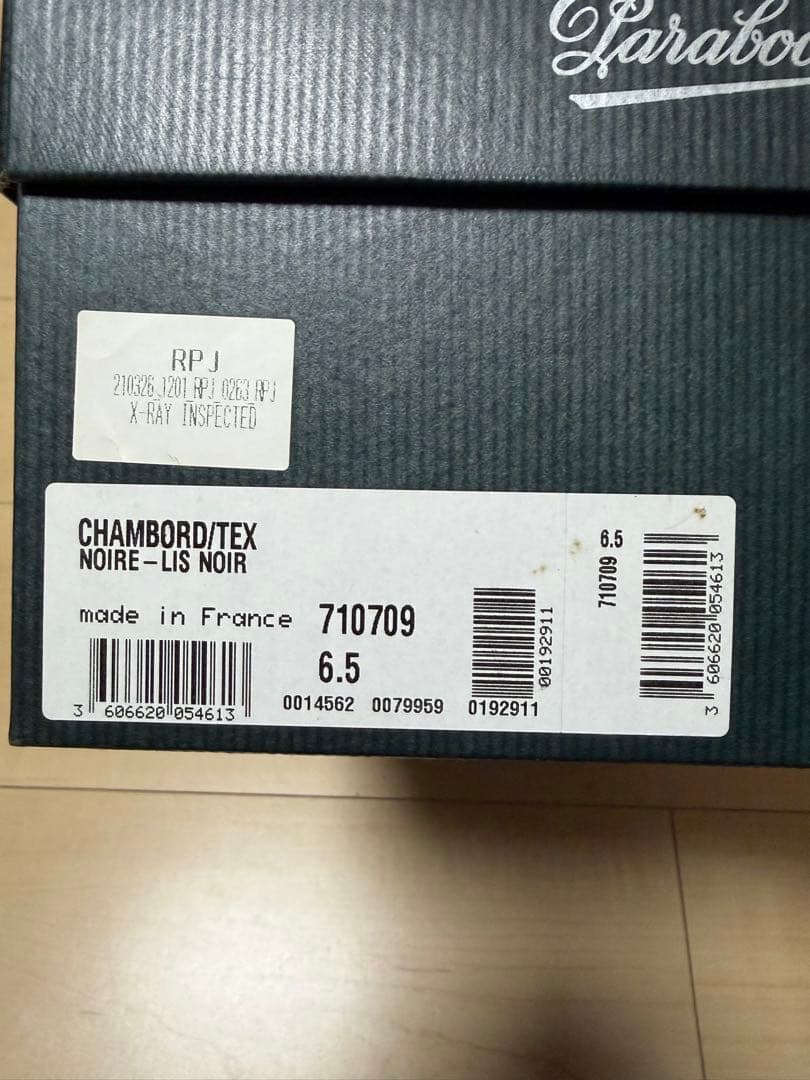 Paraboo
RPJ
210326_1201_RPJ_0263_RPJ
X-RAY INSPECTED
CHAMBORD/TEX
NOIRE–LIS NOIR
made in France 710709
6.5
3 606620 054613
0014562 0079959 0192911
00192911
6.5
710709
3 606620 054613